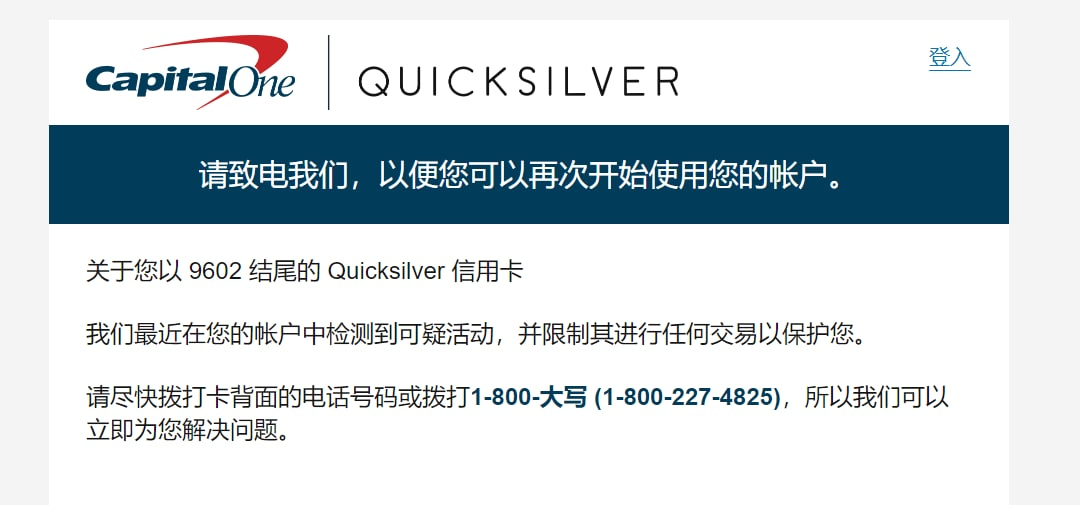 CapitalOne
QUICKSILVER
登入
请致电我们，以便您可以再次开始使用您的帐户。
关于您以 9602 结尾的 Quicksilver 信用卡
我们最近在您的帐户中检测到可疑活动，并限制其进行任何交易以保护您。
请尽快拨打卡背面的电话号码或拨打1-800-大写 (1-800-227-4825)，所以我们可以
立即为您解决问题。